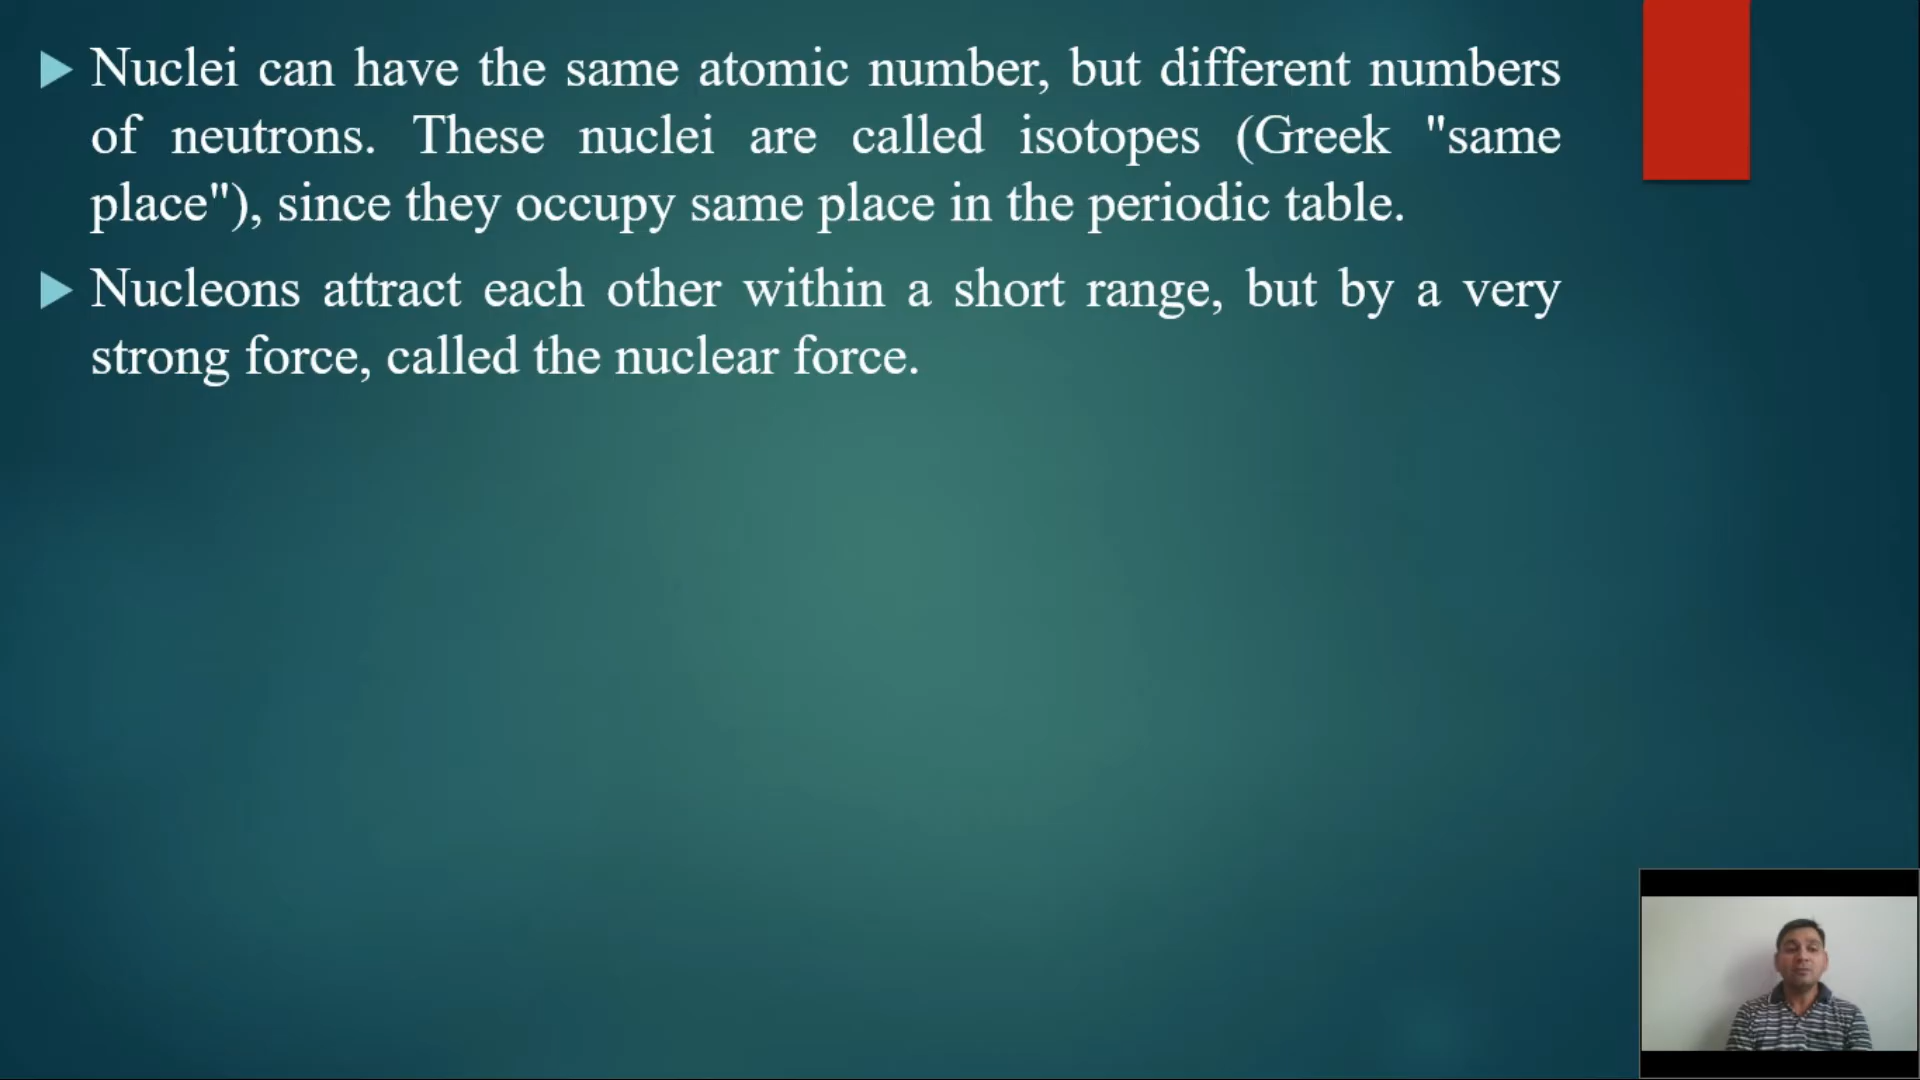 Nuclei can have the same atomic number, but different numbers
of neutrons. These nuclei are called isotopes (Greek "same
place"), since they occupy same place in the periodic table.
Nucleons attract each other within a short range, but by a very
strong force, called the nuclear force.